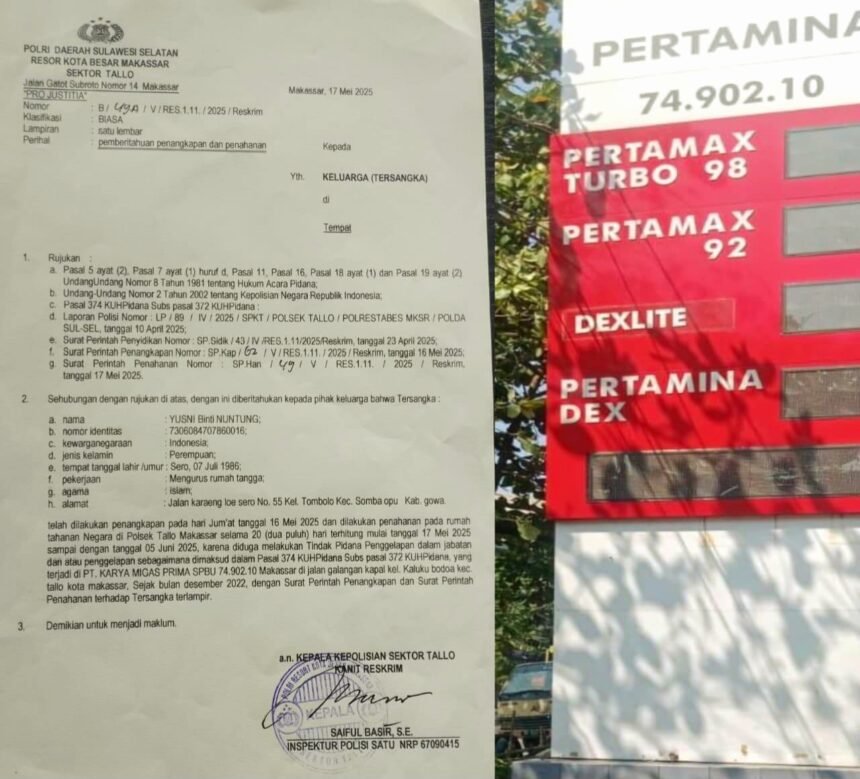 POLRI DAERAH SULAWESI SELATAN
RESOR KOTA BESAR MAKASSAR
SEKTOR TALLO
Jalan Gatot Subroto Nomor 14 Makassar
"PRO JUSTITIA"
Makassar, 17 Mei 2025
Nomor : B / 49A / V / RES.1.11. / 2025 / Reskrim
Klasifikasi : BIASA
Lampiran : satu lembar
Perihal : pemberitahuan penangkapan dan penahanan
Kepada
Yth. KELUARGA (TERSANGKA)
di
Tempat
1. Rujukan :
a. Pasal 5 ayat (2), Pasal 7 ayat (1) huruf d, Pasal 11, Pasal 16, Pasal 18 ayat (1) dan Pasal 19 ayat (2)
UndangUndang Nomor 8 Tahun 1981 tentang Hukum Acara Pidana;
b. Undang-Undang Nomor 2 Tahun 2002 tentang Kepolisian Negara Republik Indonesia;
c. Pasal 374 KUHPidana Subs pasal 372 KUHPidana :
d. Laporan Polisi Nomor : LP / 89 / IV / 2025 / SPKT / POLSEK TALLO / POLRESTABES MKSR / POLDA
SUL-SEL, tanggal 10 April 2025;
e. Surat Perintah Penyidikan Nomor : SP.Sidik / 43 / IV /RES.1.11/2025/Reskrim, tanggal 23 April 2025;
f. Surat Perintah Penangkapan Nomor : SP.Kap / 62 / V / RES.1.11. / 2025 / Reskrim, tanggal 16 Mei 2025;
g. Surat Perintah Penahanan Nomor : SP.Han / 49 / V / RES.1.11. / 2025 / Reskrim,
tanggal 17 Mei 2025.
2. Sehubungan dengan rujukan di atas, dengan ini diberitahukan kepada pihak keluarga bahwa Tersangka :
a. nama : YUSNI Binti NUNTUNG;
b. nomor identitas : 7306084707860016;
c. kewarganegaraan : Indonesia;
d. jenis kelamin : Perempuan;
e. tempat tanggal lahir /umur : Sero, 07 Juli 1986;
f. pekerjaan : Mengurus rumah tangga;
g. agama : islam;
h. alamat : Jalan karaeng loe sero No. 55 Kel. Tombolo Kec. Somba opu Kab. gowa.
telah dilakukan penangkapan pada hari Jum'at tanggal 16 Mei 2025 dan dilakukan penahanan pada rumah
tahanan Negara di Polsek Tallo Makassar selama 20 (dua puluh) hari terhitung mulai tanggal 17 Mei 2025
sampai dengan tanggal 05 Juni 2025, karena diduga melakukan Tindak Pidana Penggelapan dalam jabatan
dan atau penggelapan sebagaimana dimaksud dalam Pasal 374 KUHPidana Subs pasal 372 KUHPidana, yang
terjadi di PT. KARYA MIGAS PRIMA SPBU 74.902.10 Makassar di jalan galangan kapal kel. Kaluku bodoa kec.
tallo kota makassar, Sejak bulan desember 2022, dengan Surat Perintah Penangkapan dan Surat Perintah
Penahanan terhadap Tersangka terlampir.
3. Demikian untuk menjadi maklum.
a.n. KEPALA KEPOLISIAN SEKTOR TALLO
KANIT RESKRIM
KEPALA
SAIFUL BASIR, S.E.
INSPEKTUR POLISI SATU NRP 67090415
PERTAMINA
74.902.10
PERTAMAX
TURBO 98
PERTAMAX
92
DEXLITE
PERTAMINA
DEX